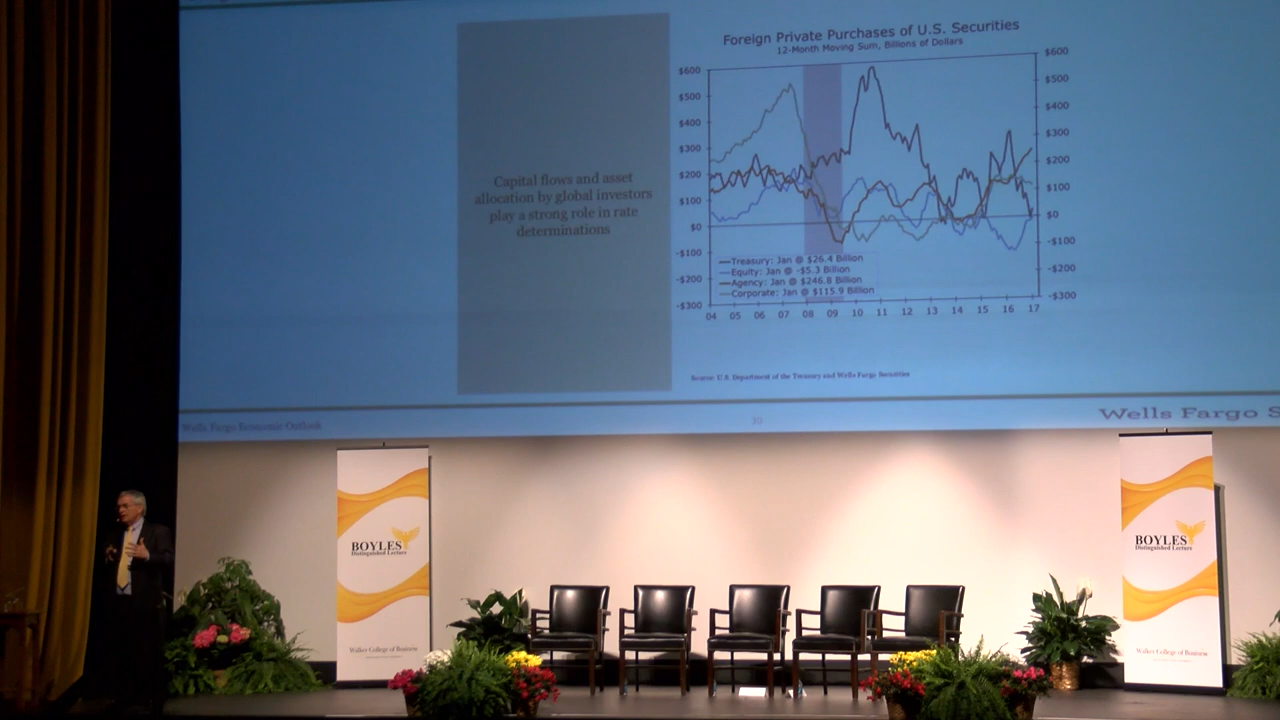 Foreign Private Purchases of U.S. Securities
12-Month Moving Sum, Billions of Dollars
Capital flows and asset
allocation by global investors
play a strong role in rate
determinations
$600
$500
$400
$300
$200
$100
$0
-$100
-$200
-$300
$600
$500
$400
$300
$200
$100
$0
-$100
-$200
-$300
Treasury: Jan @ $26.4 Billion
Equity: Jan @ -$5.3 Billion
Agency: Jan @ $246.8 Billion
Corporate: Jan @ $115.9 Billion
04 05 06 07 08 09 10 11 12 13 14 15 16 17
Source: U.S. Department of the Treasury and Wells Fargo Securities
Wells Fargo Economic Outlook
Wells Fargo S
BOYLES
Distinguished Lecture
Walker College of Business
BOYLES
Distinguished Lecture
Walker College of Business